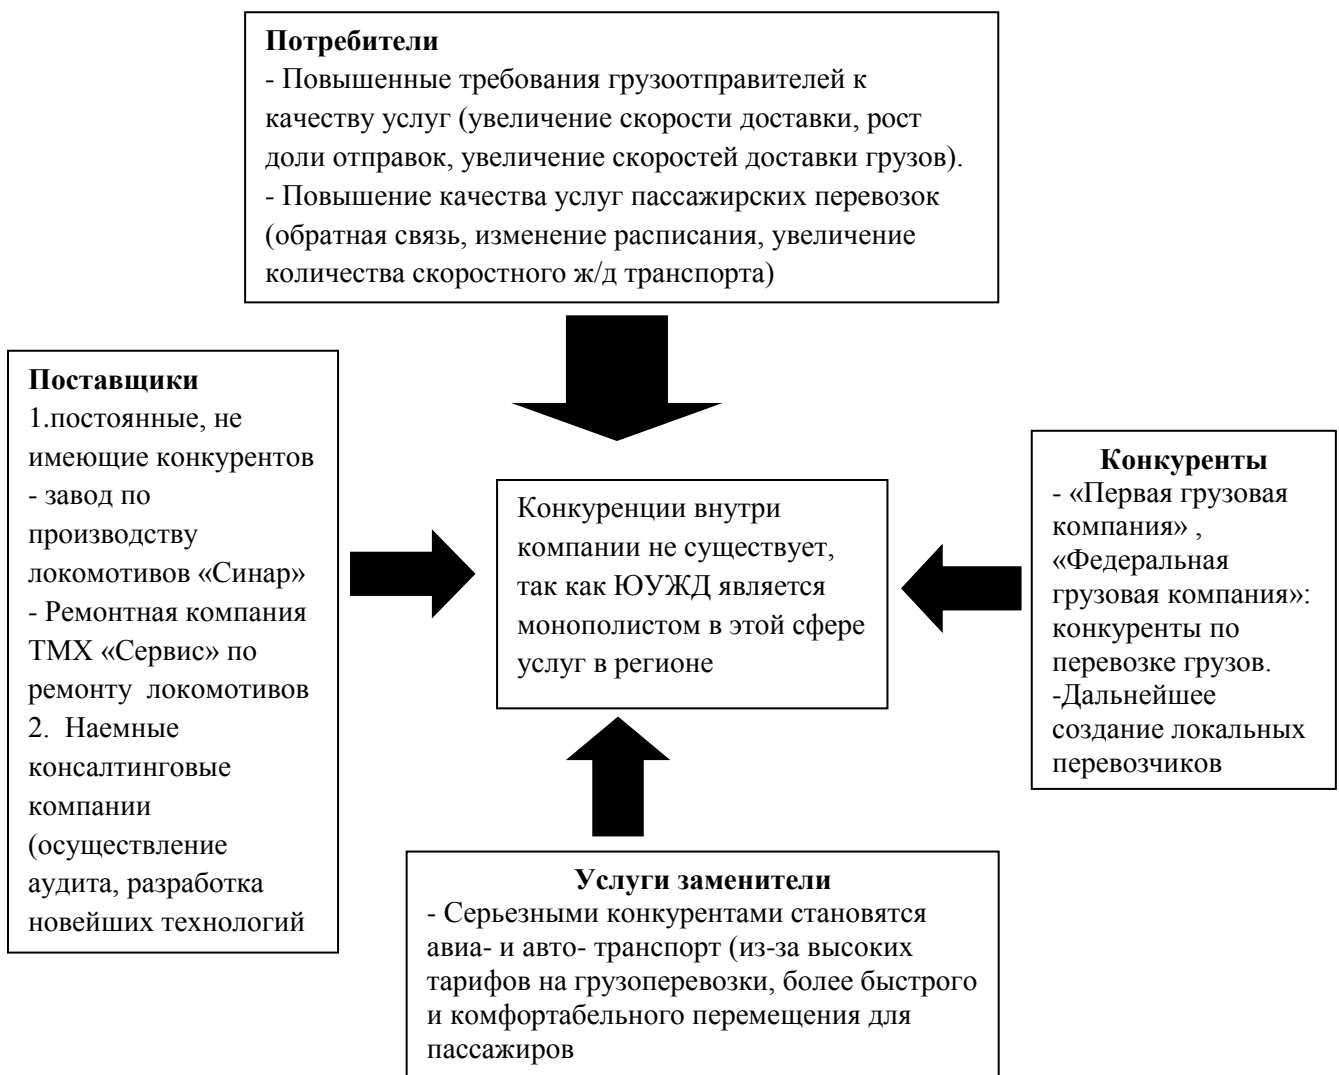 Потребители
- Повышенные требования грузоотправителей к
качеству услуг (увеличение скорости доставки, рост
доли отправок, увеличение скоростей доставки грузов).
- Повышение качества услуг пассажирских перевозок
(обратная связь, изменение расписания, увеличение
количества скоростного ж/д транспорта)
Поставщики
1.постоянные, не
имеющие конкурентов
- завод по
производству
локомотивов «Синар»
- Ремонтная компания
ТМХ «Сервис» по
ремонту локомотивов
2. Наемные
консалтинговые
компании
(осуществление
аудита, разработка
новейших технологий
Конкуренции внутри
компании не существует,
так как ЮУЖД является
монополистом в этой сфере
услуг в регионе
Конкуренты
- «Первая грузовая
компания» ,
«Федеральная
грузовая компания»:
конкуренты по
перевозке грузов.
-Дальнейшее
создание локальных
перевозчиков
Услуги заменители
- Серьезными конкурентами становятся
авиа- и авто- транспорт (из-за высоких
тарифов на грузоперевозки, более быстрого
и комфортабельного перемещения для
пассажиров